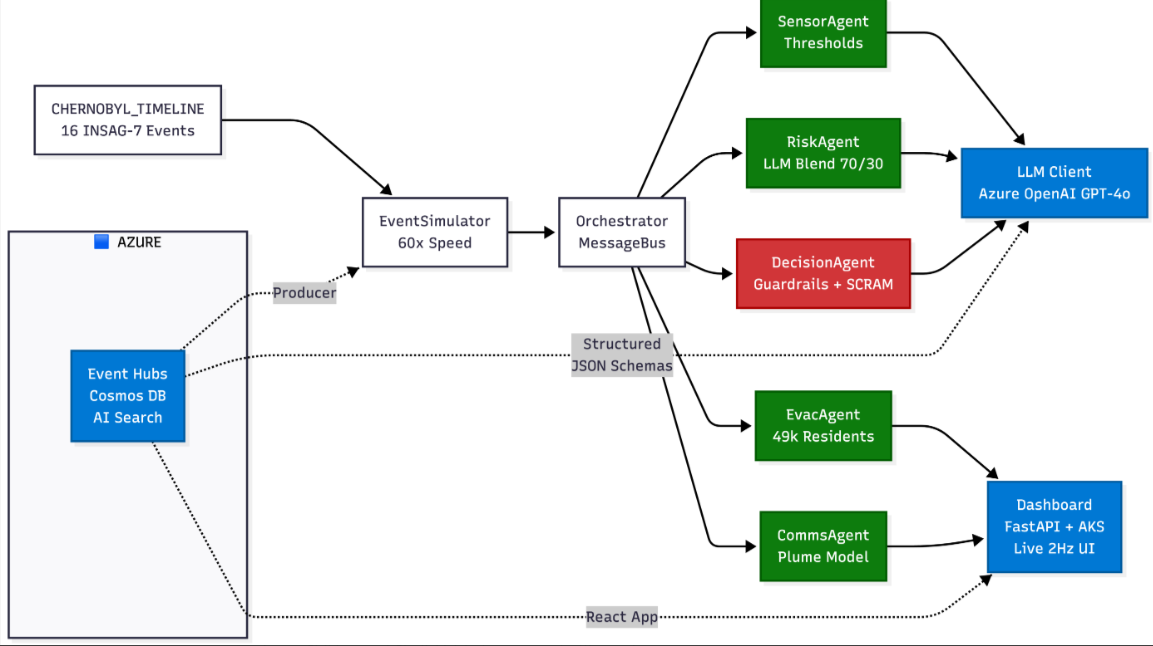 SensorAgent
Thresholds
CHERNOBYL_TIMELINE
16 INSAG-7 Events
RiskAgent
LLM Blend 70/30
LLM Client
Azure OpenAI GPT-4o
EventSimulator
60x Speed
Orchestrator
MessageBus
AZURE
DecisionAgent
Guardrails + SCRAM
Producer
Structured
JSON Schemas
Event Hubs
Cosmos DB
AI Search
EvacAgent
49k Residents
Dashboard
FastAPI + AKS
Live 2Hz UI
CommsAgent
Plume Model
React App